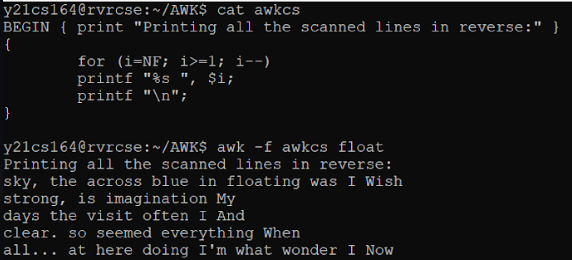 y21cs164@rvrcse:~/AWK$ cat awkcs
BEGIN { print "Printing all the scanned lines in reverse:" }
{
        for (i=NF; i>=1; i--)
        printf "%s ", $i;
        printf "\n";
}
y21cs164@rvrcse:~/AWK$ awk -f awkcs float
Printing all the scanned lines in reverse:
sky, the across blue in floating was I Wish
strong, is imagination My
days the visit often I And
clear. so seemed everything When
all... at here doing I'm what wonder I Now